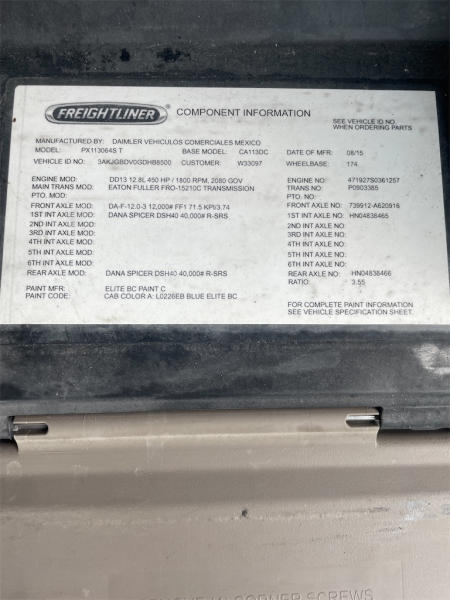 FREIGHTLINER
COMPONENT INFORMATION
SEE VEHICLE ID NO.
WHEN ORDERING PARTS
MANUFACTURED BY: DAIMLER VEHICULOS COMERCIALES MEXICO
MODEL: PX113064S T BASE MODEL: CA113DC DATE OF MFR: 08/15
VEHICLE ID NO: 3AKJGBDV0GDHB8500 CUSTOMER: W33097 WHEELBASE: 174
ENGINE MOD: DD13 12.8L 450 HP / 1800 RPM, 2080 GOV ENGINE NO: 471927S0361257
MAIN TRANS MOD: EATON FULLER FRO-15210C TRANSMISSION TRANS NO: P0903385
PTO MOD: PTO. NO:
FRONT AXLE MOD: DA-F-12.0-3 12,000# FF1 71.5 KPI/3.74 FRONT AXLE NO: 739912-A620916
1ST INT AXLE MOD: DANA SPICER DSH40 40,000# R-SRS 1ST INT AXLE NO: HN04838465
2ND INT AXLE MOD: 2ND INT AXLE NO:
3RD INT AXLE MOD: 3RD INT AXLE NO:
4TH INT AXLE MOD: 4TH INT AXLE NO:
5TH INT AXLE MOD: 5TH INT AXLE NO:
6TH INT AXLE MOD: 6TH INT AXLE NO:
REAR AXLE MOD: DANA SPICER DSH40 40,000# R-SRS REAR AXLE NO: HN04838466
RATIO: 3.55
PAINT MFR: ELITE BC PAINT C
PAINT CODE: CAB COLOR A: L0226EB BLUE ELITE BC
FOR COMPLETE PAINT INFORMATION
SEE VEHICLE SPECIFICATION SHEET.
CORNER SCREWS